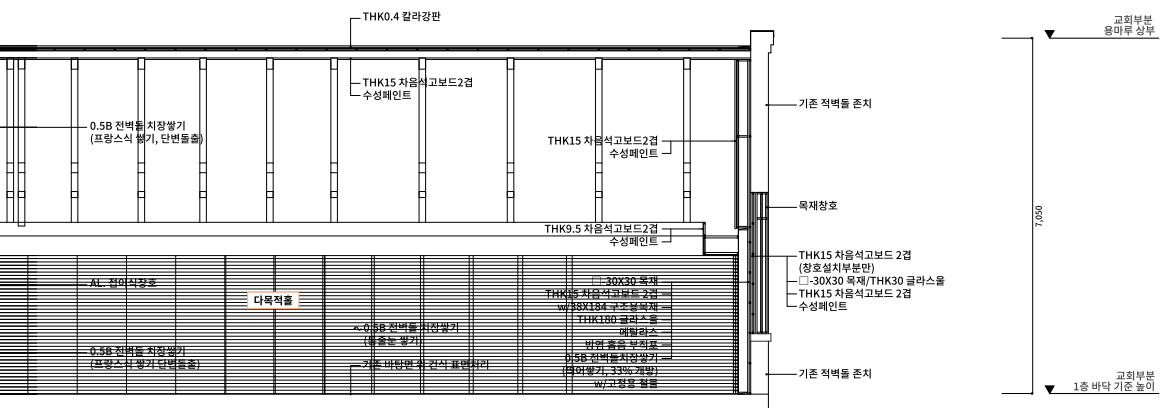 THK0.4 칼라강판
교회부분
용마루 상부
THK15 차음석고보드2겹
수성페인트
기존 적벽돌 존치
0.5B 전벽돌 치장쌓기
(프랑스식 쌓기, 단변돌출)
THK15 차음석고보드2겹
수성페인트
목재창호
7,050
THK9.5 차음석고보드2겹
수성페인트
THK15 차음석고보드 2겹
(창호설치부분만)
□-30X30 목재/THK30 글라스울
THK15 차음석고보드 2겹
수성페인트
AL. 접이식창호
다목적홀
□-30X30 목재
THK15 차음석고보드 2겹
w/38X184 구조용목재
THK180 글라스울
메탈라스
방염 흡음 부직포
0.5B 전벽돌치장쌓기
(띄어쌓기, 33% 개방)
w/고정용 철물
0.5B 전벽돌 치장쌓기
(통줄눈 쌓기)
0.5B 전벽돌 치장쌓기
(프랑스식 쌓기 단변돌출)
기존 바탕면 위 건식 표면처리
기존 적벽돌 존치
교회부분
1층 바닥 기준 높이